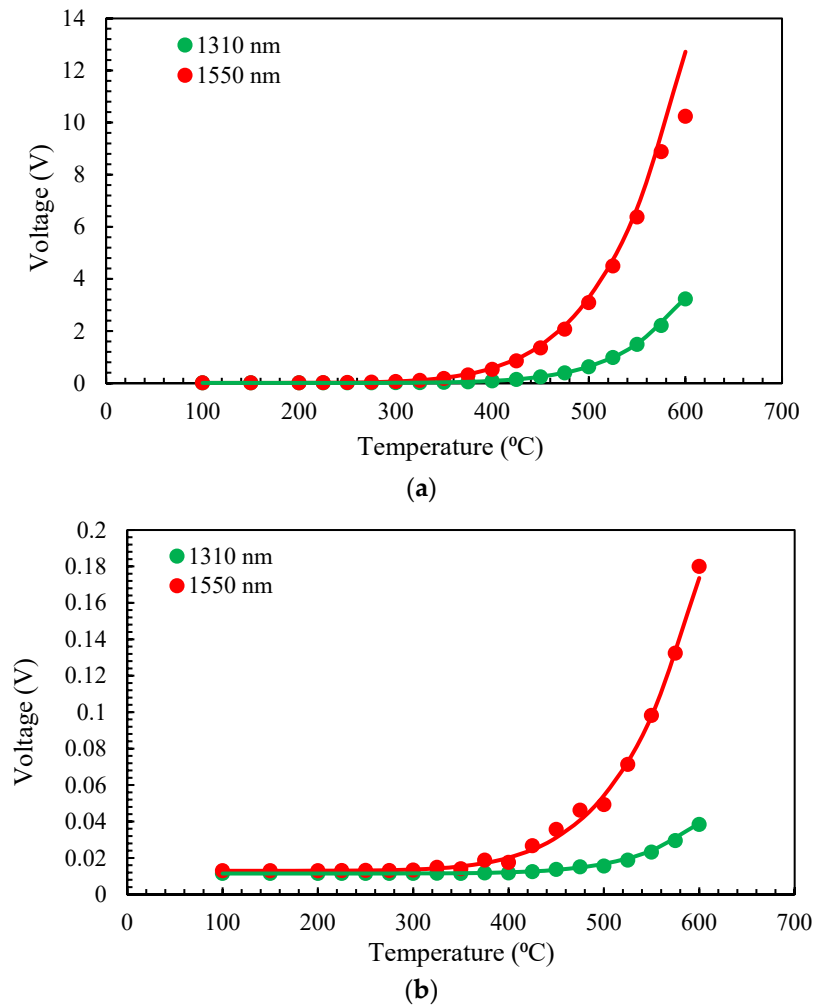 14
12
10
8
6
4
2
0
Voltage (V)
1310 nm
1550 nm
0 100 200 300 400 500 600 700
Temperature (ºC)
(a)
0.2
0.18
0.16
0.14
0.12
0.1
0.08
0.06
0.04
0.02
0
Voltage (V)
1310 nm
1550 nm
0 100 200 300 400 500 600 700
Temperature (ºC)
(b)